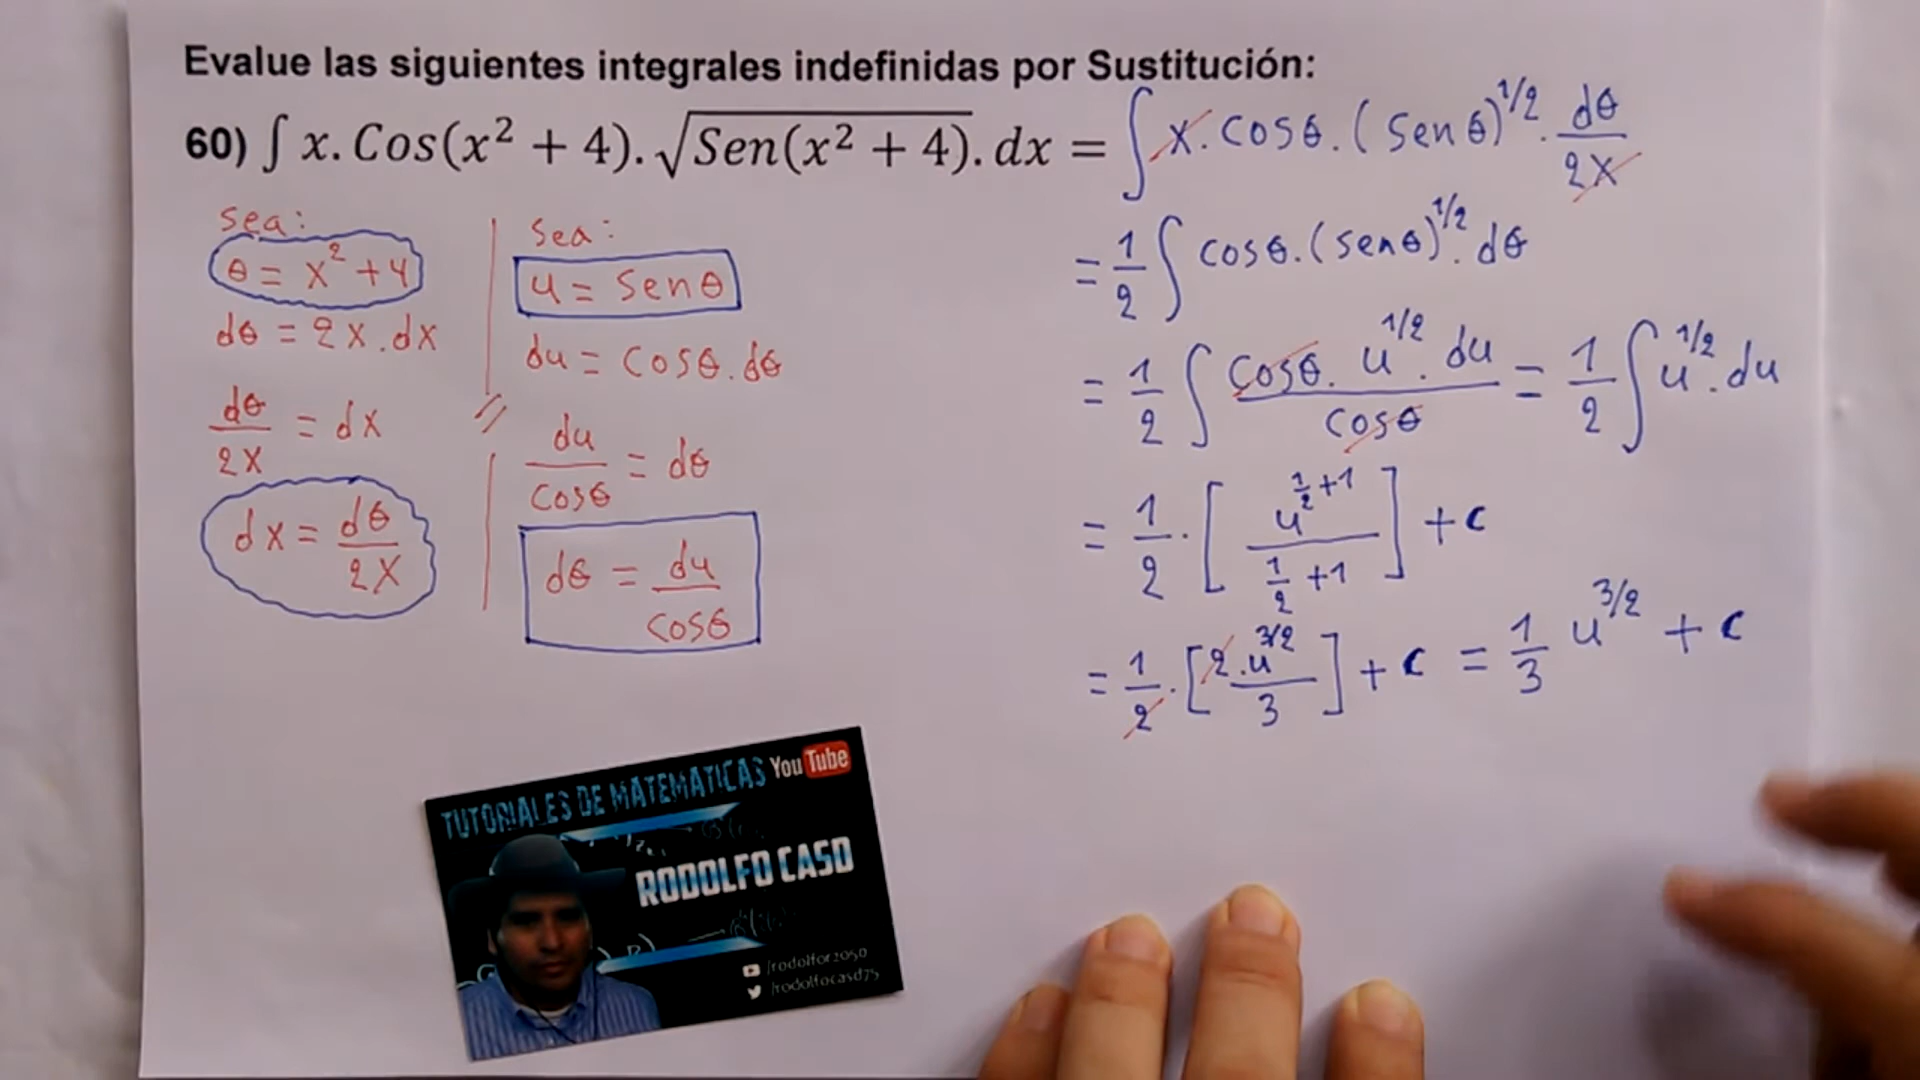 Evalue las siguientes integrales indefinidas por Sustitución:
60) ∫ x. Cos(x² + 4). √Sen(x² + 4). dx = ∫ x. cosθ. (senθ)^1/2 . dθ/2x
sea:
θ = x² + 4
dθ = 2x.dx
dθ/2x = dx
dx = dθ/2x
sea:
u = senθ
du = cosθ.dθ
du/cosθ = dθ
dθ = du/cosθ
= 1/2 ∫ cosθ.(senθ)^1/2 . dθ
= 1/2 ∫ cosθ. u^1/2 . du/cosθ = 1/2 ∫ u^1/2 . du
= 1/2 . [u^(1/2 + 1)/(1/2 + 1)] + c
= 1/2 . [2.u^3/2/3] + c = 1/3 u^3/2 + c
TUTORIALES DE MATEMATICAS YouTube
RODOLFO CASO
/rodolfor2050
/rodolfocasd75